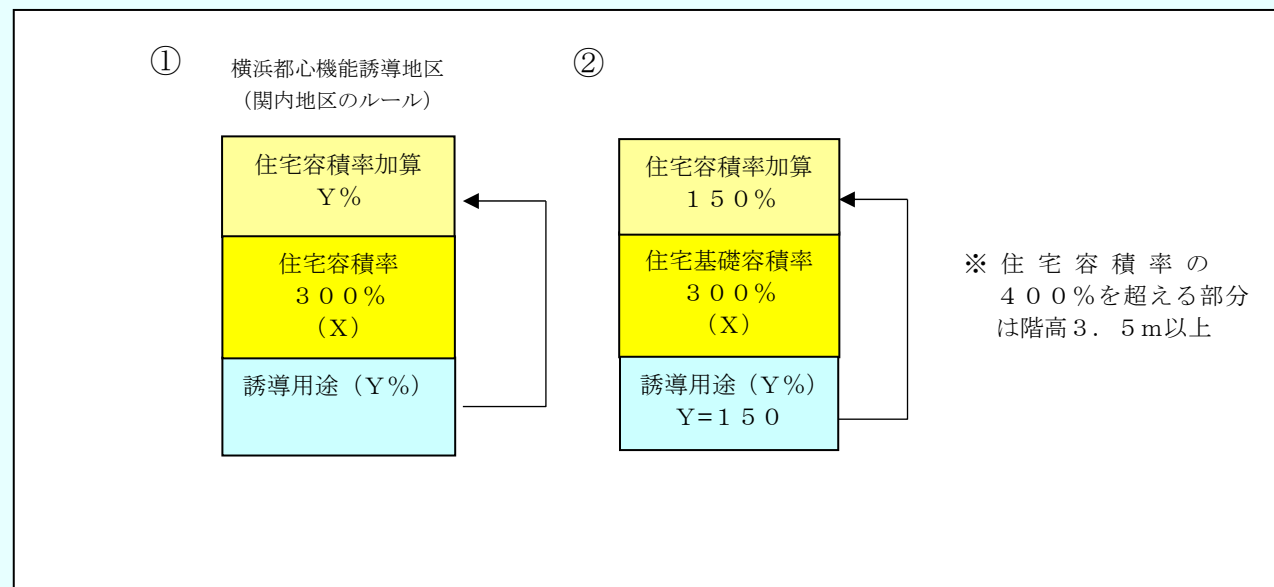 ①
横浜都心機能誘導地区
（関内地区のルール）
住宅容積率加算
Ｙ％
住宅容積率
３００％
（Ｘ）
誘導用途（Ｙ％）
②
住宅容積率加算
１５０％
住宅基礎容積率
３００％
（Ｘ）
誘導用途（Ｙ％）
Ｙ=１５０
※ 住宅容積率の
４００％を超える部分
は階高３．５ｍ以上